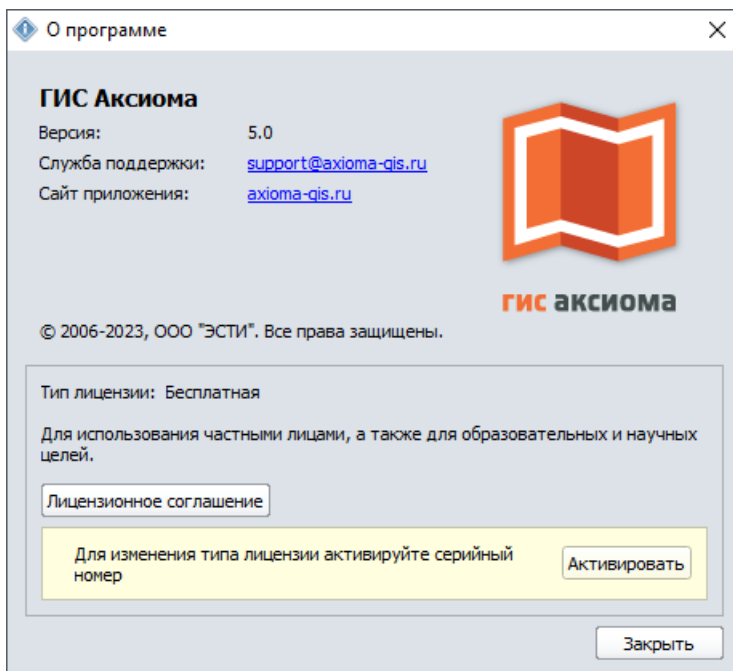 О программе
ГИС Аксиома
Версия: 5.0
Служба поддержки: support@axioma-gis.ru
Сайт приложения: axioma-gis.ru
гис аксиома
© 2006-2023, ООО "ЭСТИ". Все права защищены.
Тип лицензии: Бесплатная
Для использования частными лицами, а также для образовательных и научных
целей.
Лицензионное соглашение
Для изменения типа лицензии активируйте серийный
номер
Активировать
Закрыть